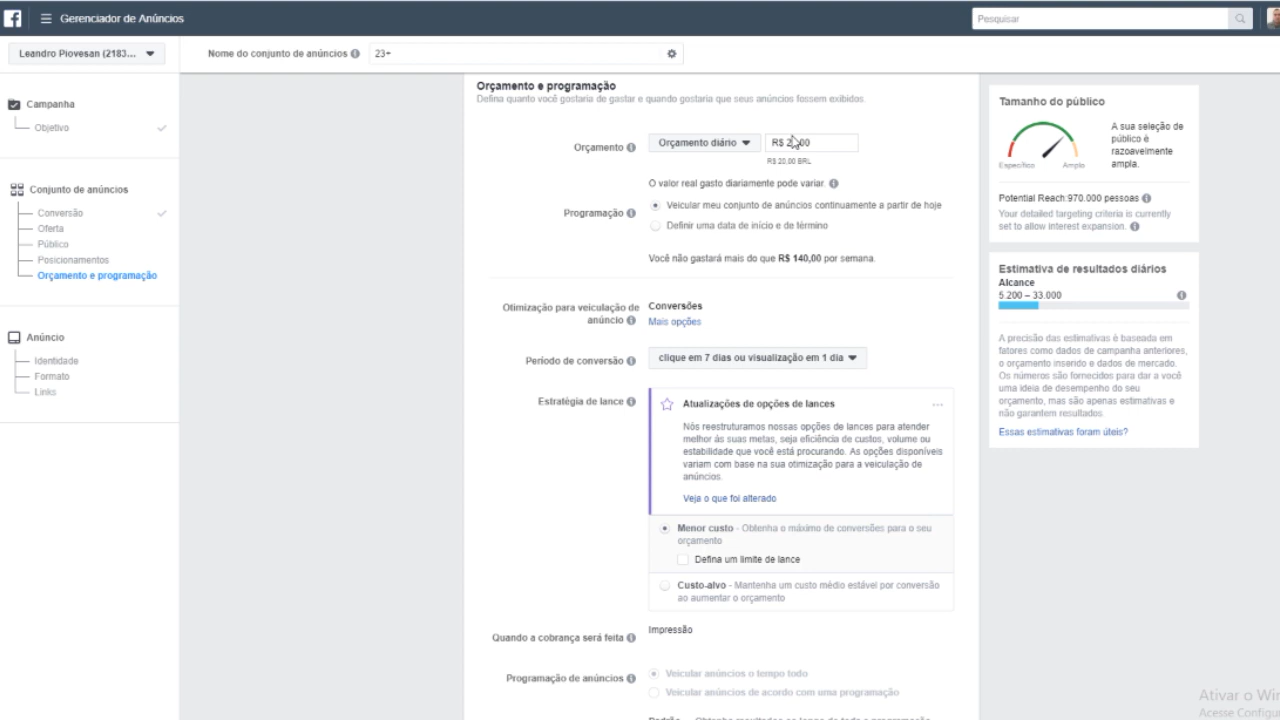 Gerenciador de Anúncios
Pesquisar
Leandro Piovesan (2183...
Nome do conjunto de anúncios
23+
Campanha
Objetivo
Conjunto de anúncios
Conversão
Oferta
Público
Posicionamentos
Orçamento e programação
Anúncio
Identidade
Formato
Links
Orçamento e programação
Defina quanto você gostaria de gastar e quando gostaria que seus anúncios fossem exibidos.
Orçamento
Orçamento diário
R$ 20,00
R$ 20,00 BRL
O valor real gasto diariamente pode variar.
Programação
Veicular meu conjunto de anúncios continuamente a partir de hoje
Definir uma data de início e de término
Você não gastará mais do que R$ 140,00 por semana.
Otimização para veiculação de
anúncio
Conversões
Mais opções
Período de conversão
clique em 7 dias ou visualização em 1 dia
Estratégia de lance
Atualizações de opções de lances
Nós reestruturamos nossas opções de lances para atender
melhor às suas metas, seja eficiência de custos, volume ou
estabilidade que você está procurando. As opções disponíveis
variam com base na sua otimização para a veiculação de
anúncios.
Veja o que foi alterado
Menor custo - Obtenha o máximo de conversões para o seu
orçamento
Defina um limite de lance
Custo-alvo - Mantenha um custo médio estável por conversão
ao aumentar o orçamento
Quando a cobrança será feita
Impressão
Programação de anúncios
Veicular anúncios o tempo todo
Veicular anúncios de acordo com uma programação
Tamanho do público
Específico
Amplo
A sua seleção de
público é
razoavelmente
ampla.
Potential Reach:970.000 pessoas
Your detailed targeting criteria is currently
set to allow interest expansion.
Estimativa de resultados diários
Alcance
5.200 – 33.000
A precisão das estimativas é baseada em
fatores como dados de campanha anteriores,
o orçamento inserido e dados de mercado.
Os números são fornecidos para dar a você
uma ideia de desempenho do seu
orçamento, mas são apenas estimativas e
não garantem resultados.
Essas estimativas foram úteis?
Ativar o Win
Acesse Configu